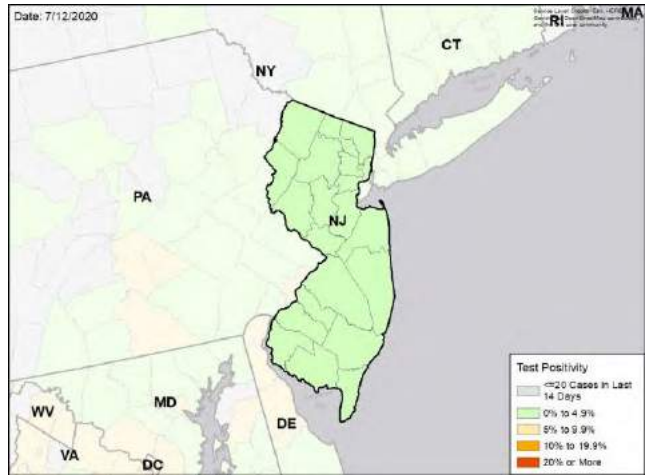 Date: 7/12/2020
MA
RI
CT
NY
PA
NJ
MD
WV
DE
VA
DC
Test Positivity
<=20 Cases in Last
14 Days
0% to 4.9%
5% to 9.9%
10% to 19.9%
20% or More